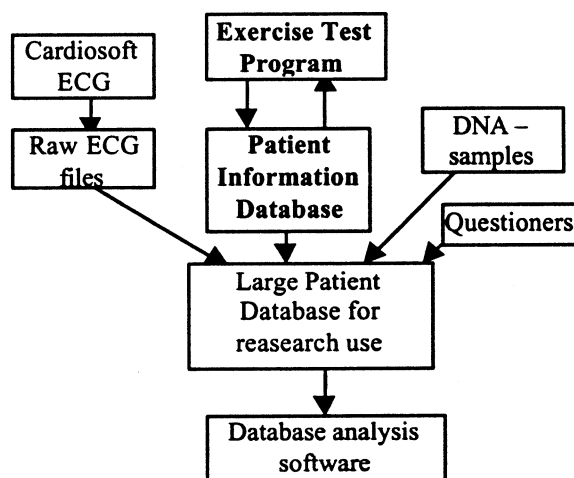 Cardiosoft
ECG
Exercise Test
Program
Raw ECG
files
Patient
Information
Database
DNA –
samples
Questioners
Large Patient
Database for
reasearch use
Database analysis
software